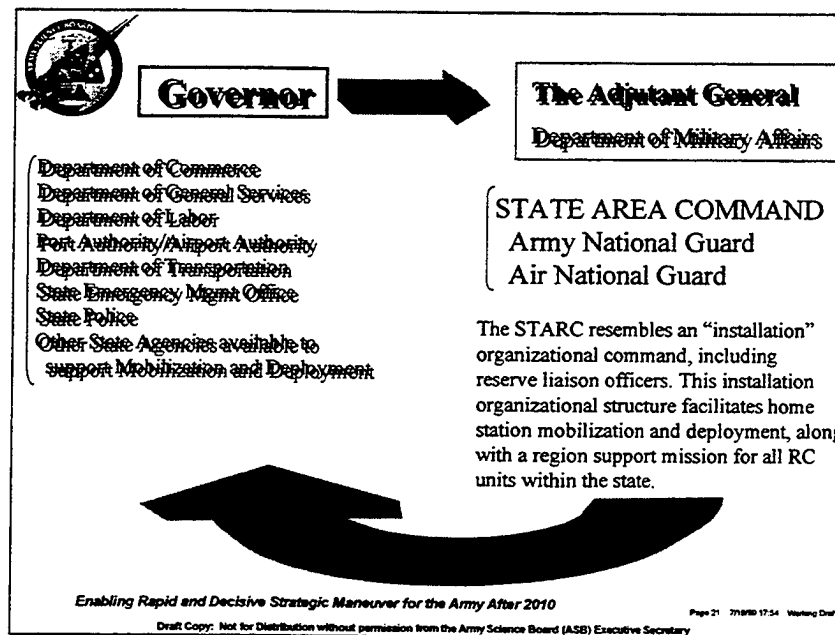 Governor
The Adjutant General
Department of Military Affairs
Department of Commerce
Department of General Services
Department of Labor
Port Authority/Airport Authority
Department of Transportation
State Emergency Mgmt Office
State Police
Other State Agencies available to
support Mobilization and Deployment
STATE AREA COMMAND
Army National Guard
Air National Guard
The STARC resembles an “installation”
organizational command, including
reserve liaison officers. This installation
organizational structure facilitates home
station mobilization and deployment, along
with a region support mission for all RC
units within the state.
Enabling Rapid and Decisive Strategic Maneuver for the Army After 2010
Page 21 17:54 Working Draft
Draft Copy: Not for Distribution without permission from the Army Science Board (ASB) Executive Secretary